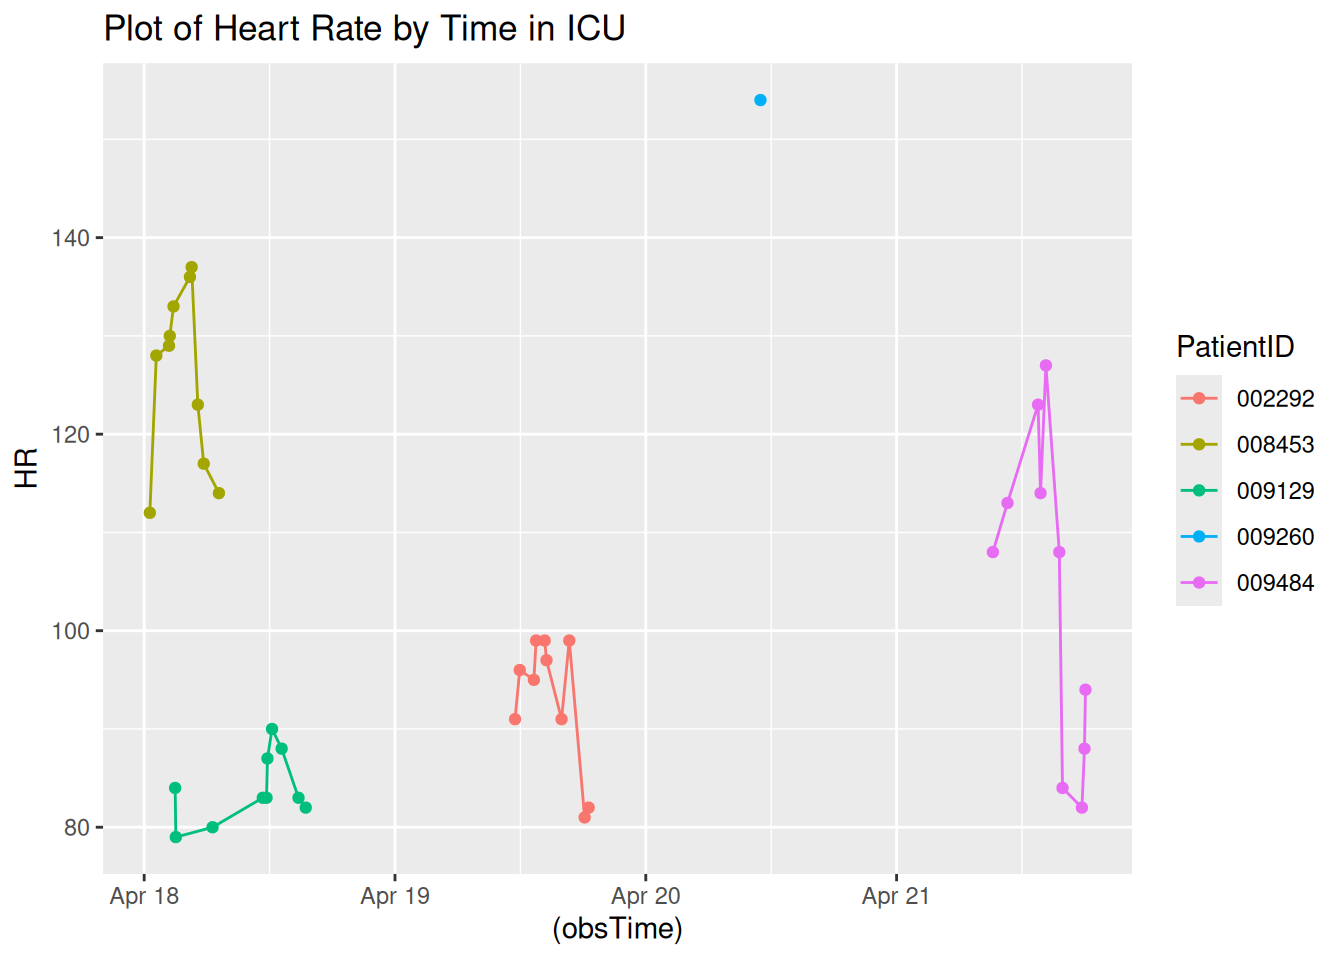 Plot of Heart Rate by Time in ICU
HR
140
120
100
80
Apr 18
Apr 19
Apr 20
Apr 21
(obsTime)
PatientID
002292
008453
009129
009260
009484